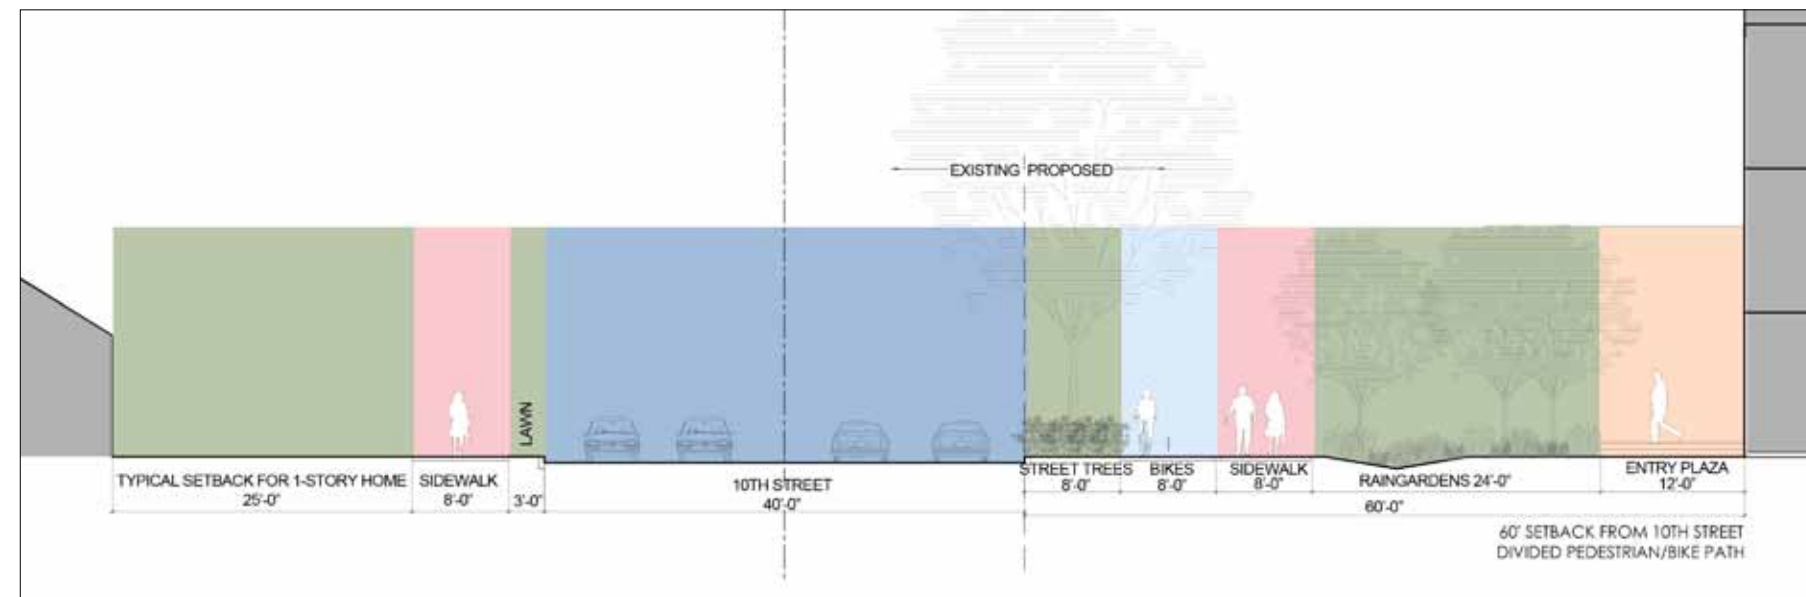 EXISTING PROPOSED
LAWN
TYPICAL SETBACK FOR 1-STORY HOME
25'-0"
SIDEWALK
8'-0"
3'-0"
10TH STREET
40'-0"
STREET TREES
8'-0"
BIKES
8'-0"
SIDEWALK
8'-0"
RAINGARDENS 24'-0"
ENTRY PLAZA
12'-0"
60'-0"
60' SETBACK FROM 10TH STREET
DIVIDED PEDESTRIAN/BIKE PATH